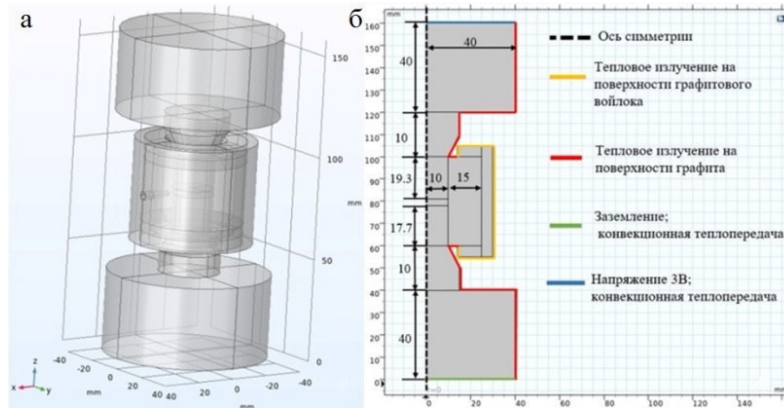 а
150
100
50
0
mm
-40
-20
0
20
40
mm
40
20
0
-20
-40
z
x
y
б
mm
160
150
140
130
120
110
100
90
80
70
60
50
40
30
20
10
0
0
20
40
60
80
100
120
140
mm
40
40
10
19.3
10
15
17.7
10
40
Ось симметрии
Тепловое излучение на
поверхности графитового
войлока
Тепловое излучение на
поверхности графита
Заземление;
конвекционная теплопередача
Напряжение 3В;
конвекционная теплопередача